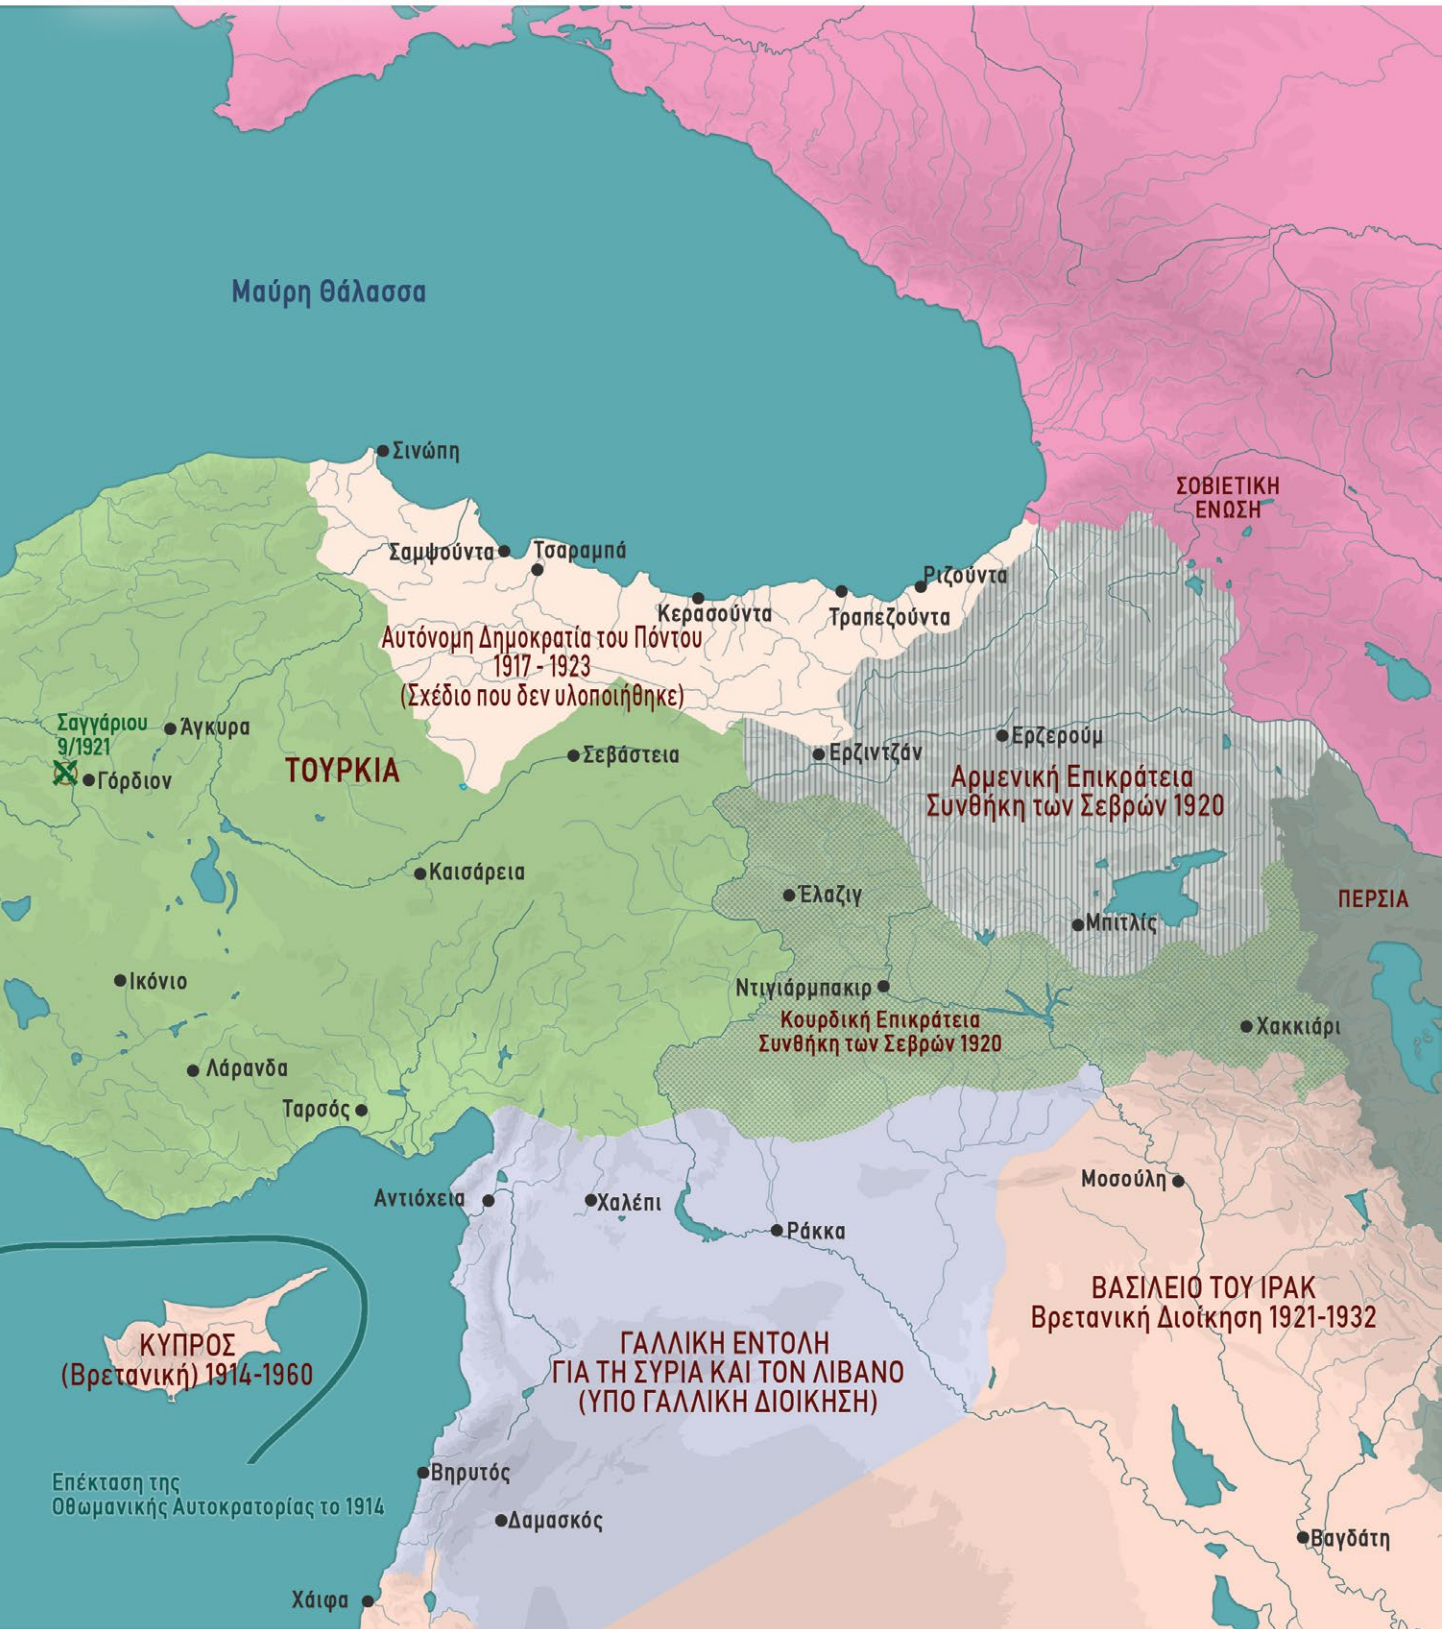 Μαύρη Θάλασσα
Σινώπη
ΣΟΒΙΕΤΙΚΗ
ΕΝΩΣΗ
Σαμψούντα
Τσαραμπά
Ριζούντα
Κερασούντα
Τραπεζούντα
Αυτόνομη Δημοκρατία του Πόντου
1917 - 1923
(Σχέδιο που δεν υλοποιήθηκε)
Σαγγάριου
9/1921
Άγκυρα
Γόρδιον
ΤΟΥΡΚΙΑ
Σεβάστεια
Ερζιντζάν
Ερζερούμ
Αρμενική Επικράτεια
Συνθήκη των Σεβρών 1920
Καισάρεια
Έλαζιγ
ΠΕΡΣΙΑ
Μπιτλίς
Ικόνιο
Ντιγιάρμπακιρ
Κουρδική Επικράτεια
Συνθήκη των Σεβρών 1920
Χακκιάρι
Λάρανδα
Ταρσός
Αντιόχεια
Χαλέπι
Μοσούλη
Ράκκα
ΒΑΣΙΛΕΙΟ ΤΟΥ ΙΡΑΚ
Βρετανική Διοίκηση 1921-1932
ΚΥΠΡΟΣ
(Βρετανική) 1914-1960
ΓΑΛΛΙΚΗ ΕΝΤΟΛΗ
ΓΙΑ ΤΗ ΣΥΡΙΑ ΚΑΙ ΤΟΝ ΛΙΒΑΝΟ
(ΥΠΟ ΓΑΛΛΙΚΗ ΔΙΟΙΚΗΣΗ)
Επέκταση της
Οθωμανικής Αυτοκρατορίας το 1914
Βηρυτός
Δαμασκός
Βαγδάτη
Χάιφα